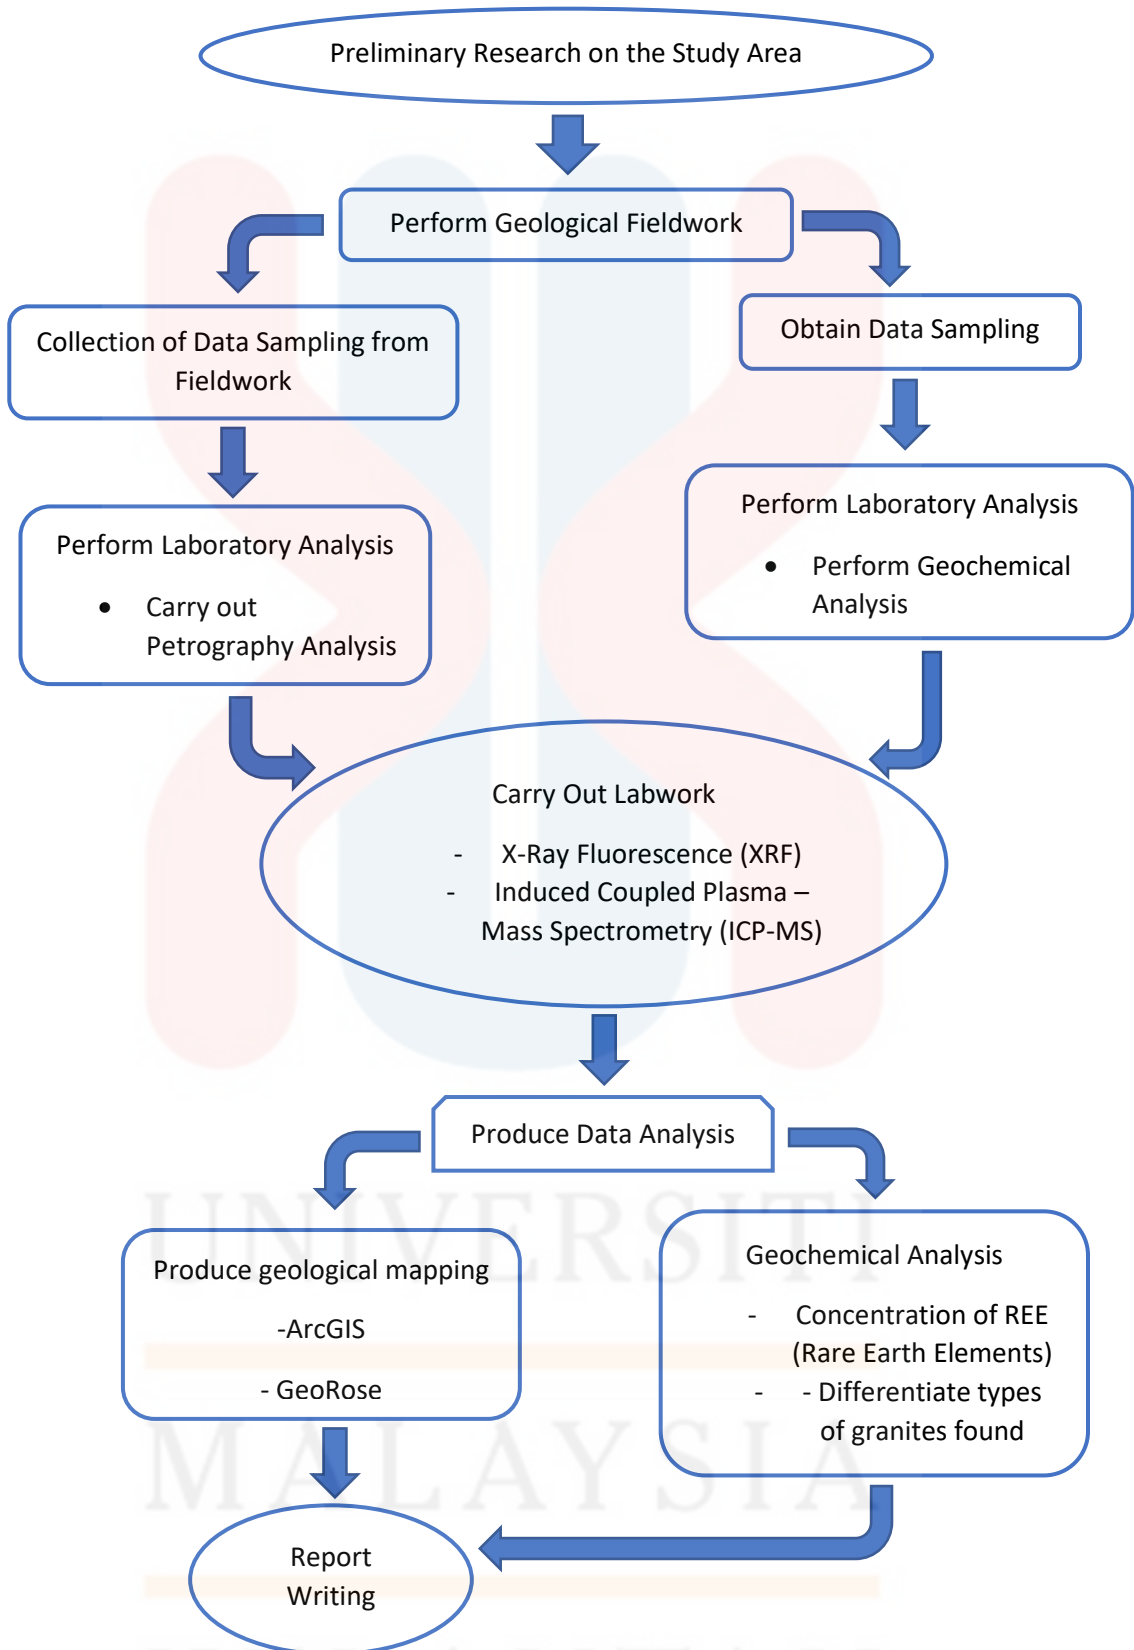 Preliminary Research on the Study Area
Perform Geological Fieldwork
Collection of Data Sampling from
Fieldwork
Obtain Data Sampling
Perform Laboratory Analysis
• Carry out
Petrography Analysis
Perform Laboratory Analysis
• Perform Geochemical
Analysis
Carry Out Labwork
- X-Ray Fluorescence (XRF)
- Induced Coupled Plasma –
Mass Spectrometry (ICP-MS)
Produce Data Analysis
Produce geological mapping
-ArcGIS
- GeoRose
Geochemical Analysis
- Concentration of REE
(Rare Earth Elements)
- - Differentiate types
of granites found
Report
Writing
UNIVERSITI
MALAYSIA